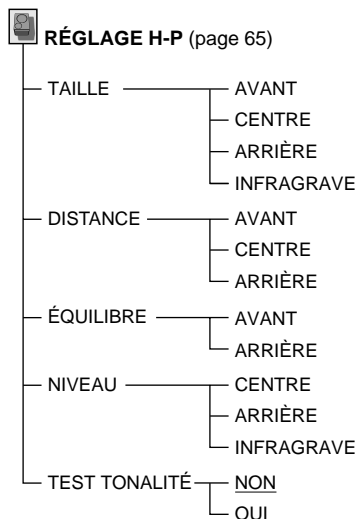 RÉGLAGE H-P (page 65)
TAILLE AVANT
CENTRE
ARRIÈRE
INFRAGRAVE
DISTANCE AVANT
CENTRE
ARRIÈRE
ÉQUILIBRE AVANT
ARRIÈRE
NIVEAU CENTRE
ARRIÈRE
INFRAGRAVE
TEST TONALITÉ NON
OUI